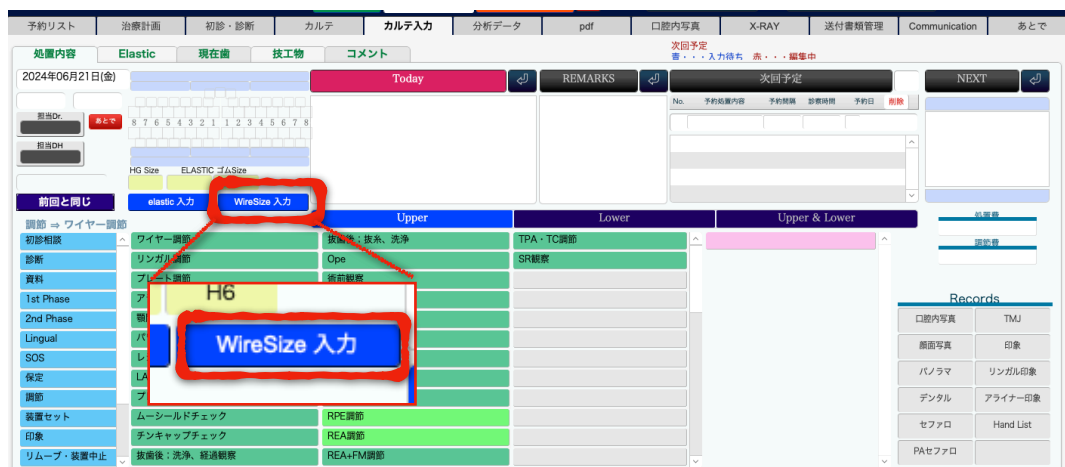 予約リスト 治療計画 初診・診断 カルテ カルテ入力 分析データ pdf 口腔内写真 X-RAY 送付書類管理 Communication あとで
処置内容 Elastic 現在歯 技工物 コメント
次回予定
青・・・入力待ち 赤・・・編集中
2024年06月21日(金) Today REMARKS 次回予定 NEXT
No. 予約処置内容 予約間隔 診察時間 予約日 削除
担当Dr. あとで
8 7 6 5 4 3 2 1 1 2 3 4 5 6 7 8
担当DH
HG Size ELASTIC ゴムSize
前回と同じ elastic 入力 WireSize 入力
Upper Lower Upper & Lower
処置費
調節 ⇒ ワイヤー調節
初診相談 ワイヤー調節 抜歯後；抜糸、洗浄 TPA・TC調節
調節費
診断 リンガル調節 Ope SR観察
資料 プレート調節 術前観察
1st Phase
H6
Records
2nd Phase
口腔内写真 TMJ
Lingual
WireSize 入力
顔面写真 印象
SOS
保定
パノラマ リンガル印象
調節
デンタル アライナー印象
装置セット ムーシールドチェック RPE調節
セファロ Hand List
印象 チンキャップチェック REA調節
リムーブ・装置中止 抜歯後；洗浄、経過観察 REA+FM調節
PAセファロ